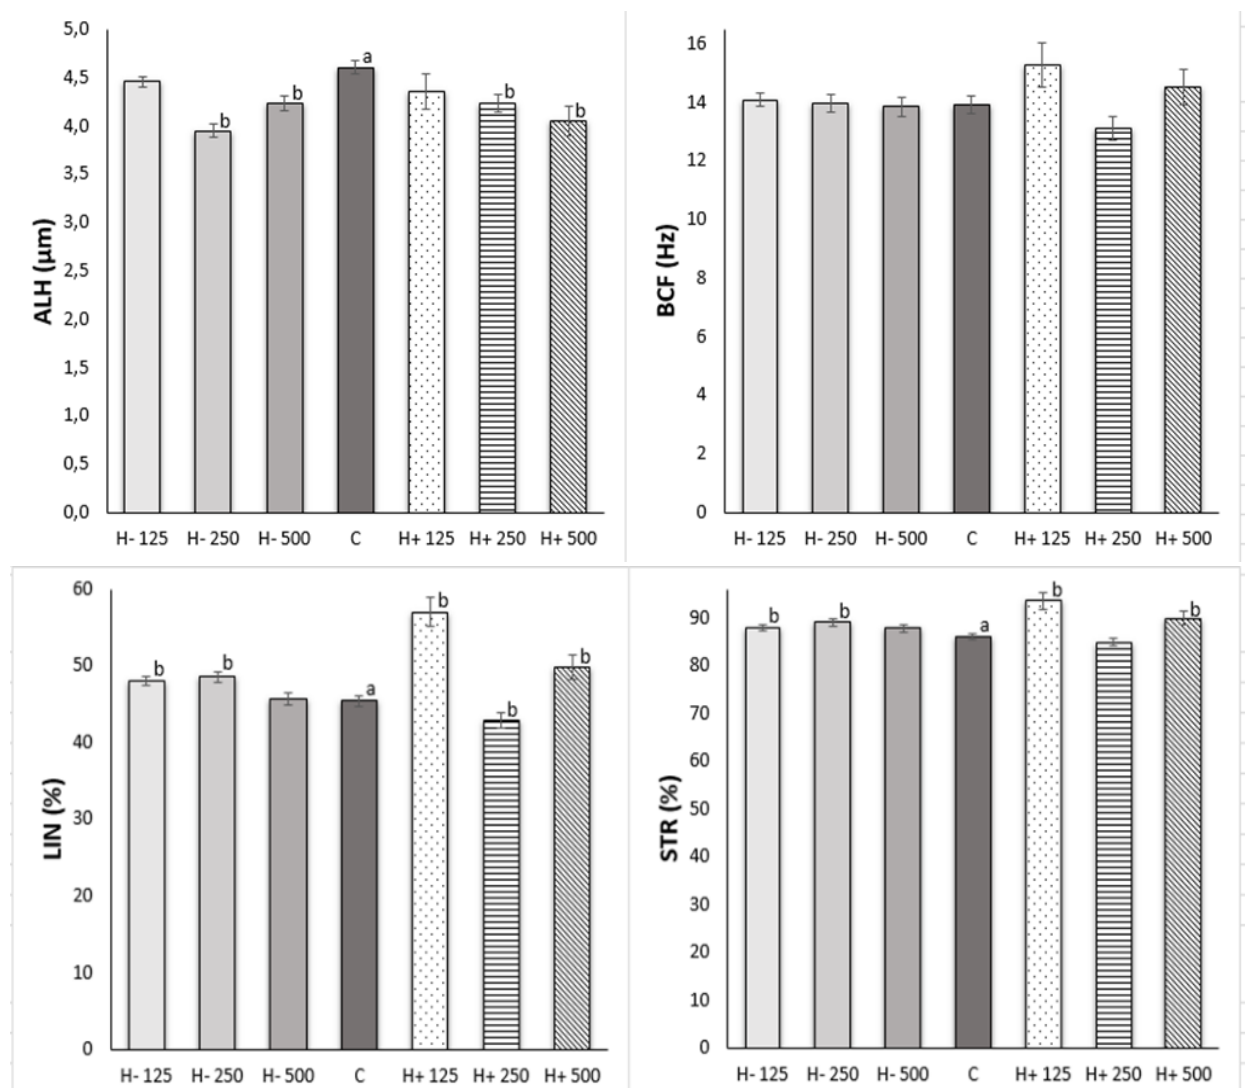 ALH (µm)
5,0
4,5
4,0
3,5
3,0
2,5
2,0
1,5
1,0
0,5
0,0
b
b
a
b
b
H- 125 H- 250 H- 500 C H+ 125 H+ 250 H+ 500
BCF (Hz)
16
14
12
10
8
6
4
2
0
H- 125 H- 250 H- 500 C H+ 125 H+ 250 H+ 500
LIN (%)
60
50
40
30
20
10
0
b
b
a
b
b
b
H- 125 H- 250 H- 500 C H+ 125 H+ 250 H+ 500
STR (%)
90
80
70
60
50
40
30
20
10
0
b
b
a
b
b
H- 125 H- 250 H- 500 C H+ 125 H+ 250 H+ 500